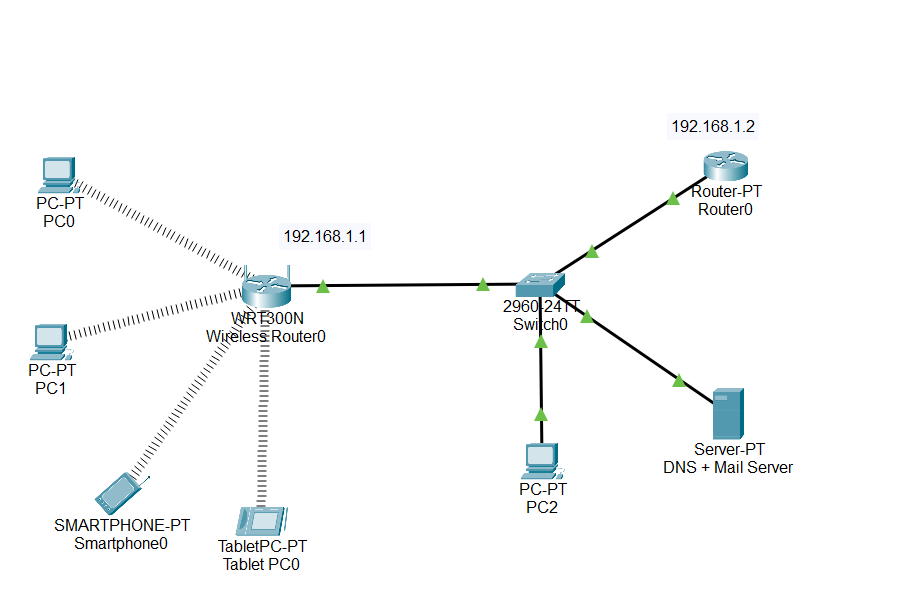 192.168.1.2
Router-PT
Router0
PC-PT
PC0
192.168.1.1
WRT300N
Wireless Router0
2960-24TT
Switch0
PC-PT
PC1
Server-PT
DNS + Mail Server
PC-PT
PC2
SMARTPHONE-PT
Smartphone0
TabletPC-PT
Tablet PC0